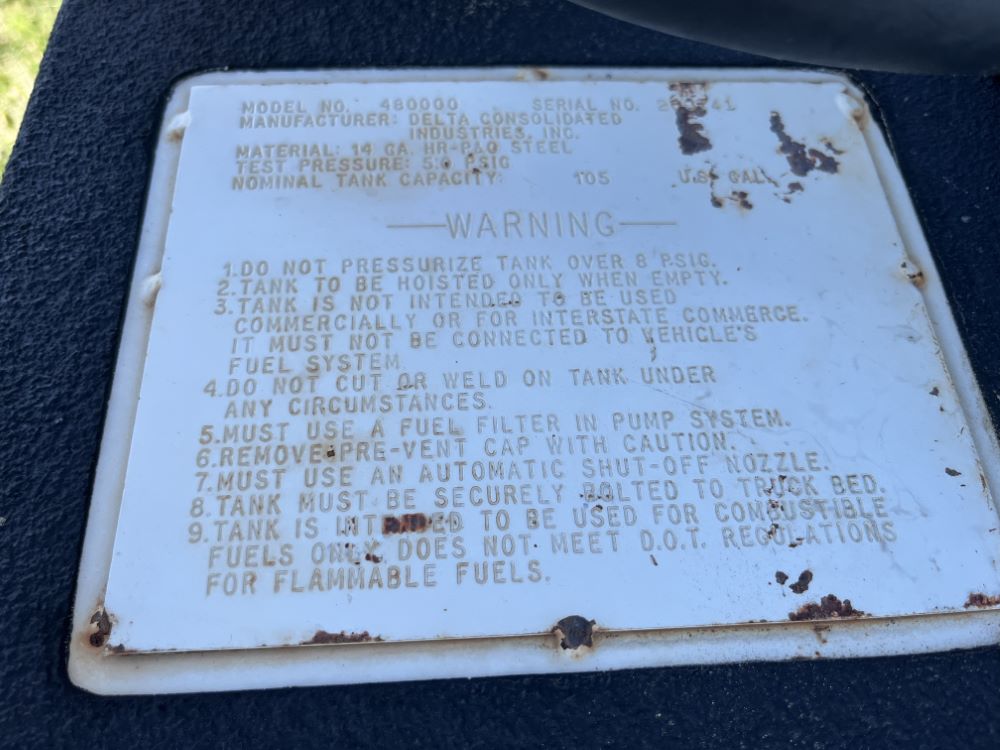 MODEL NO. 480000 SERIAL NO.
MANUFACTURER: DELTA CONSOLIDATED
INDUSTRIES, INC.
MATERIAL: 14 GA. HR-P&O STEEL
TEST PRESSURE: 5.0 PSIG
NOMINAL TANK CAPACITY: 105 U.S. GAL.
WARNING
1. DO NOT PRESSURIZE TANK OVER 8 PSIG.
2. TANK TO BE HOISTED ONLY WHEN EMPTY.
3. TANK IS NOT INTENDED TO BE USED
COMMERCIALLY OR FOR INTERSTATE COMMERCE.
IT MUST NOT BE CONNECTED TO VEHICLE'S
FUEL SYSTEM.
4. DO NOT CUT OR WELD ON TANK UNDER
ANY CIRCUMSTANCES.
5. MUST USE A FUEL FILTER IN PUMP SYSTEM.
6. REMOVE PRE-VENT CAP WITH CAUTION.
7. MUST USE AN AUTOMATIC SHUT-OFF NOZZLE.
8. TANK MUST BE SECURELY BOLTED TO TRUCK BED.
9. TANK IS INTENDED TO BE USED FOR COMBUSTIBLE
FUELS ONLY. DOES NOT MEET D.O.T. REGULATIONS
FOR FLAMMABLE FUELS.